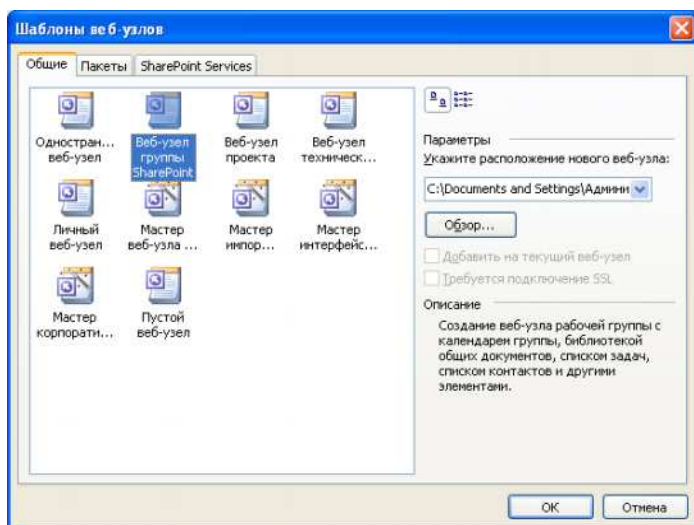 Шаблоны веб-узлов
Общие
Пакеты
SharePoint Services
Одностран...
веб-узел
Веб-узел
группы
SharePoint
Веб-узел
проекта
Веб-узел
техническ...
Личный
веб-узел
Мастер
веб-узла ...
Мастер
импор...
Мастер
интерфейс...
Мастер
корпорати...
Пустой
веб-узел
Параметры
Укажите расположение нового веб-узла:
C:\Documents and Settings\Админи
Обзор...
Добавить на текущий веб-узел
Требуется подключение SSL
Описание
Создание веб-узла рабочей группы с
календарем группы, библиотекой
общих документов, списком задач,
списком контактов и другими
элементами.
ОК
Отмена